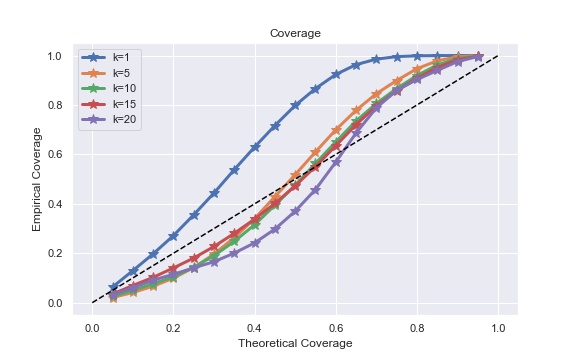 Coverage
k=1
k=5
k=10
k=15
k=20
Empirical Coverage
1.0
0.8
0.6
0.4
0.2
0.0
0.0 0.2 0.4 0.6 0.8 1.0
Theoretical Coverage